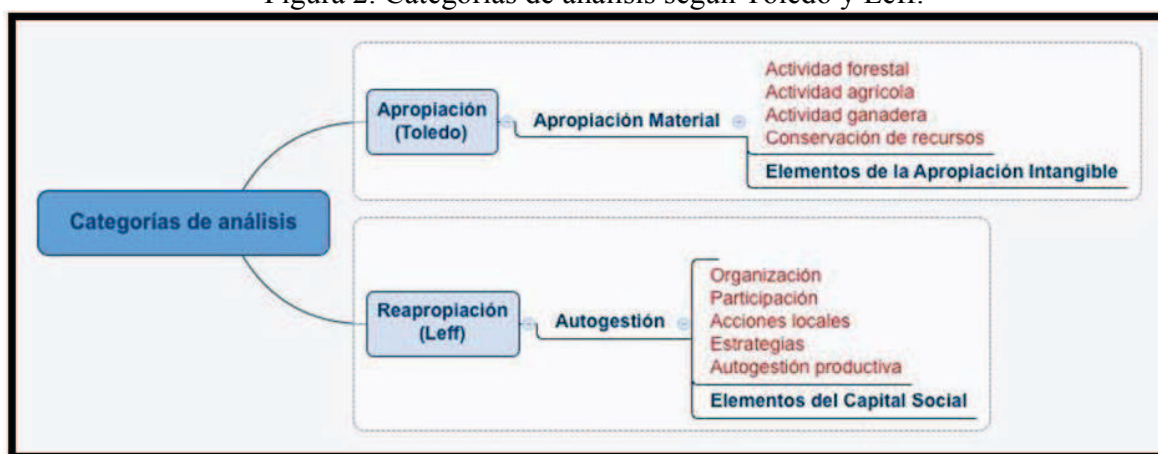 Figura 2. Categorías de análisis según Toledo y Leff.
Categorías de análisis
Apropiación
(Toledo)
Apropiación Material
Actividad forestal
Actividad agrícola
Actividad ganadera
Conservación de recursos
Elementos de la Apropiación Intangible
Reapropiación
(Leff)
Autogestión
Organización
Participación
Acciones locales
Estrategias
Autogestión productiva
Elementos del Capital Social